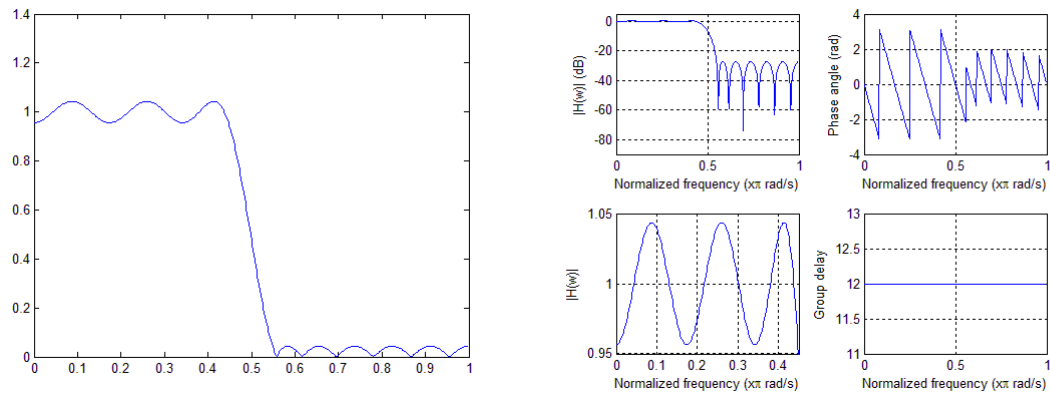 1.4
1.2
1
0.8
0.6
0.4
0.2
0
0 0.1 0.2 0.3 0.4 0.5 0.6 0.7 0.8 0.9 1
|H(w)| (dB)
0
-20
-40
-60
-80
0 0.5 1
Normalized frequency (xπ rad/s)
Phase angle (rad)
4
2
0
-2
-4
0 0.5 1
Normalized frequency (xπ rad/s)
|H(w)|
1.05
1
0.95
0 0.1 0.2 0.3 0.4
Normalized frequency (xπ rad/s)
Group delay
13
12.5
12
11.5
11
0 0.5 1
Normalized frequency (xπ rad/s)